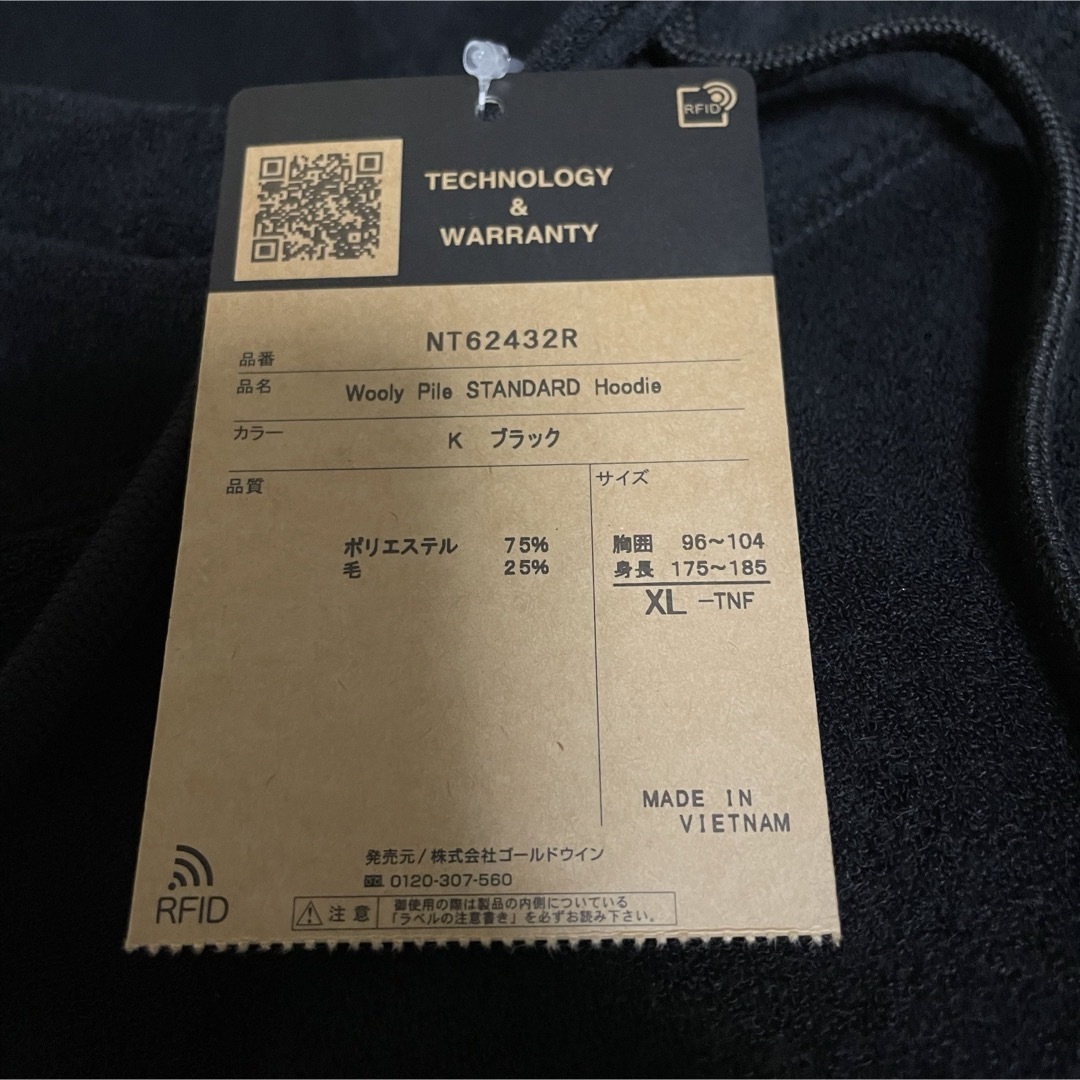 RFID
TECHNOLOGY
&
WARRANTY
品番 NT62432R
品名 Wooly Pile STANDARD Hoodie
カラー K ブラック
品質
ポリエステル 75%
毛 25%
サイズ
胸囲 96〜104
身長 175〜185
XL -TNF
MADE IN
VIETNAM
発売元/株式会社ゴールドウイン
0120-307-560
RFID
注意
御使用の際は製品の内側についている
「ラベルの注意書き」を必ずお読み下さい。